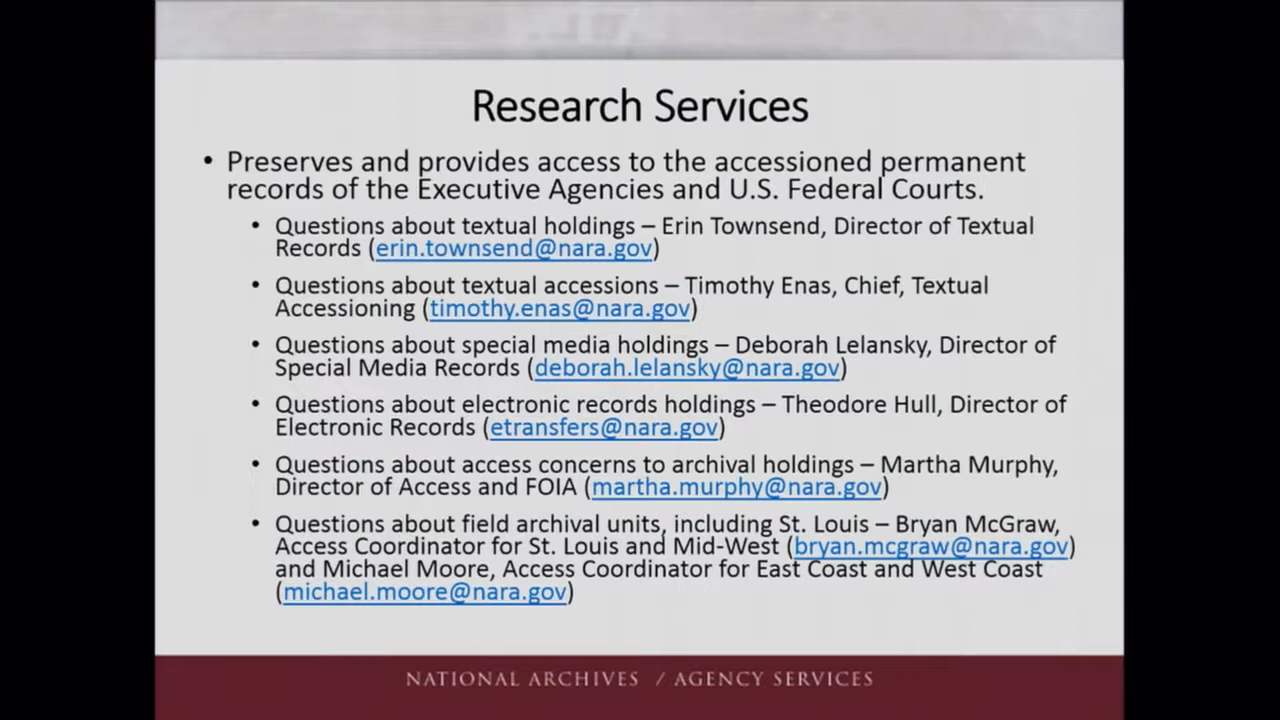 Research Services
• Preserves and provides access to the accessioned permanent
records of the Executive Agencies and U.S. Federal Courts.
• Questions about textual holdings – Erin Townsend, Director of Textual
Records (erin.townsend@nara.gov)
• Questions about textual accessions – Timothy Enas, Chief, Textual
Accessioning (timothy.enas@nara.gov)
• Questions about special media holdings – Deborah Lelansky, Director of
Special Media Records (deborah.lelansky@nara.gov)
• Questions about electronic records holdings – Theodore Hull, Director of
Electronic Records (etransfers@nara.gov)
• Questions about access concerns to archival holdings – Martha Murphy,
Director of Access and FOIA (martha.murphy@nara.gov)
• Questions about field archival units, including St. Louis – Bryan McGraw,
Access Coordinator for St. Louis and Mid-West (bryan.mcgraw@nara.gov)
and Michael Moore, Access Coordinator for East Coast and West Coast
(michael.moore@nara.gov)
NATIONAL ARCHIVES / AGENCY SERVICES